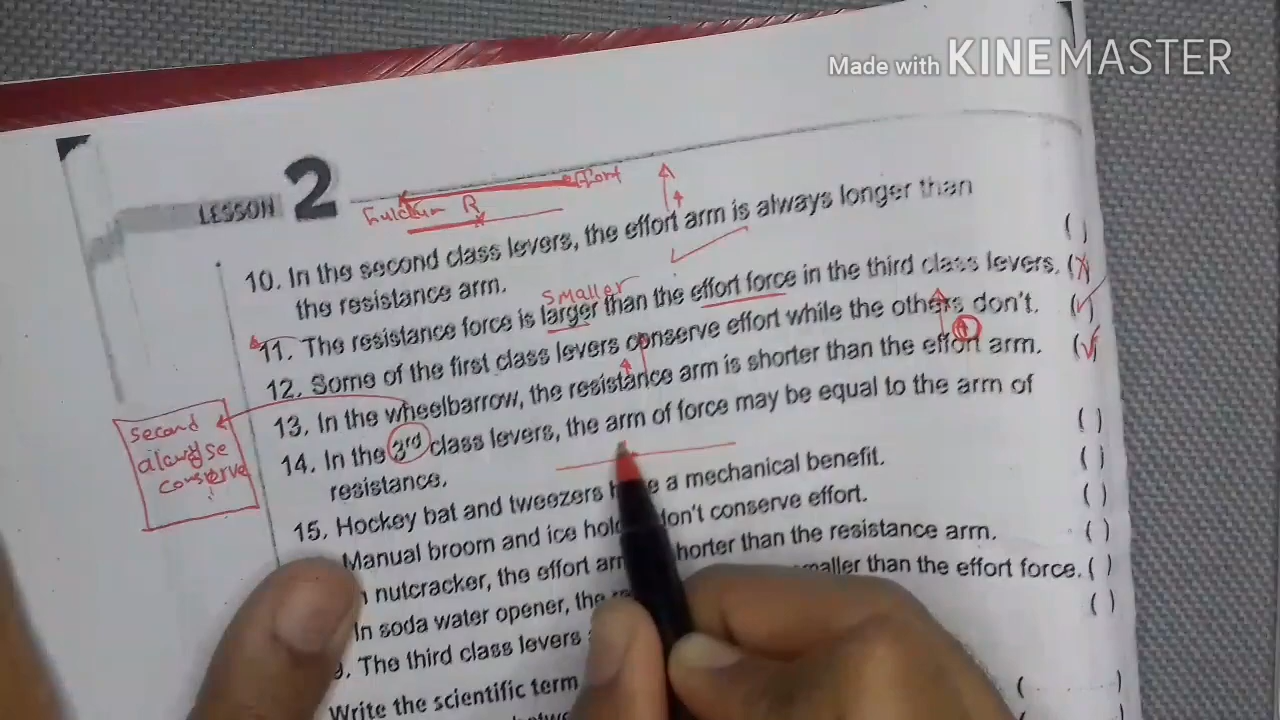 Made with KINEMASTER
LESSON 2
fulcrum R effort
10. In the second class levers, the effort arm is always longer than
the resistance arm. ( )
smaller
11. The resistance force is larger than the effort force in the third class levers. (X)
12. Some of the first class levers conserve effort while the others don't. (✓)
13. In the wheelbarrow, the resistance arm is shorter than the effort arm. (✓)
14. In the 3rd class levers, the arm of force may be equal to the arm of
resistance. ( )
second
alowyse
conserve
15. Hockey bat and tweezers a mechanical benefit. ( )
Manual broom and ice don't conserve effort. ( )
nutcracker, the effort shorter than the resistance arm. ( )
In soda water opener, the smaller than the effort force. ( )
The third class levers ( )
Write the scientific term
( )